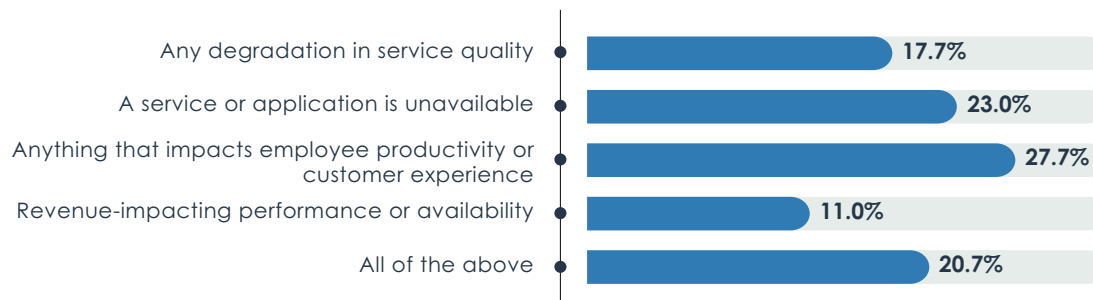 Any degradation in service quality
17.7%
A service or application is unavailable
23.0%
Anything that impacts employee productivity or
customer experience
27.7%
Revenue-impacting performance or availability
11.0%
All of the above
20.7%